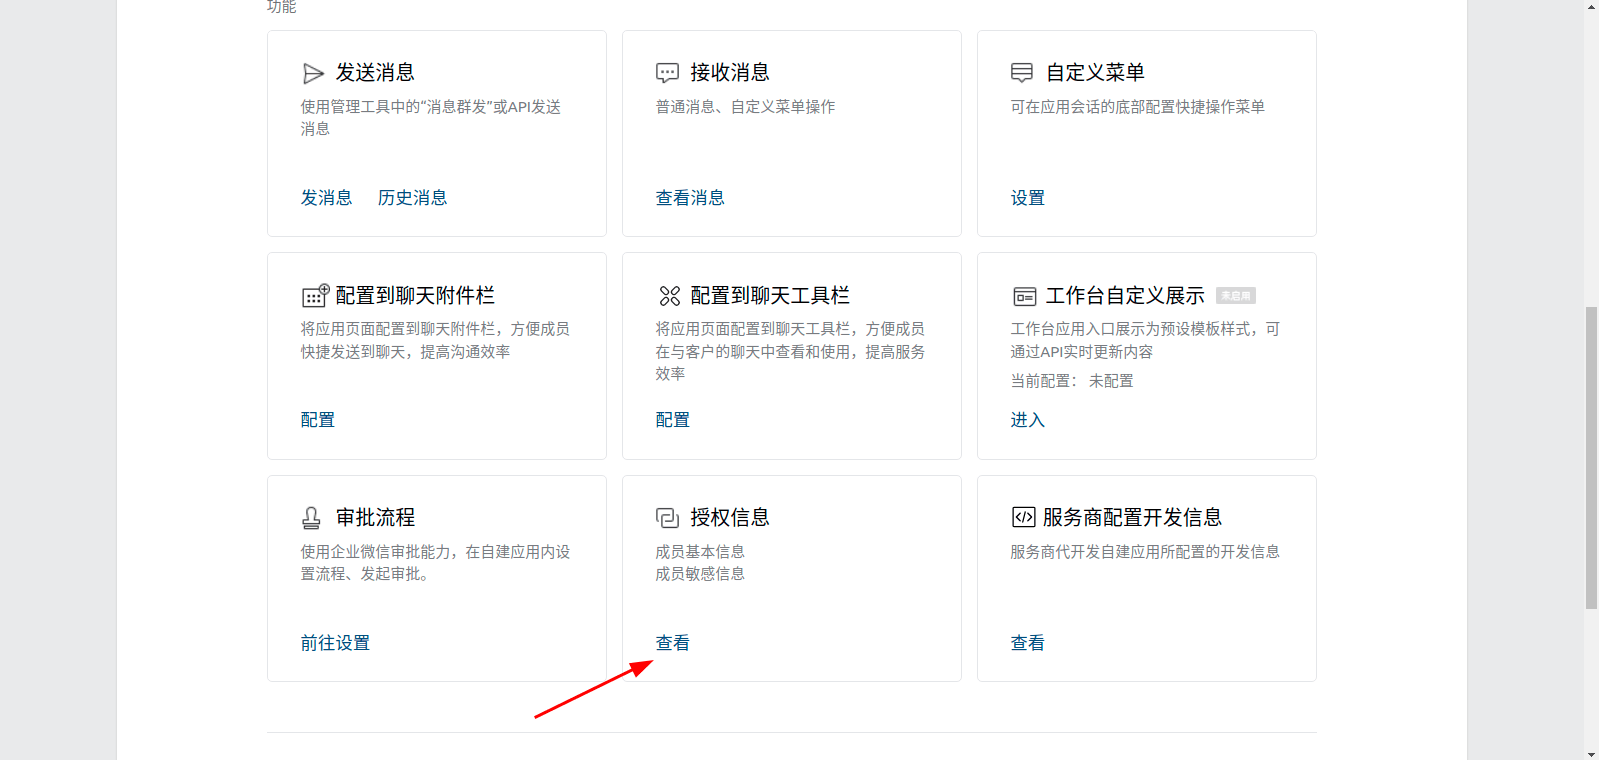 功能
发送消息
使用管理工具中的“消息群发”或API发送
消息
发消息 历史消息
接收消息
普通消息、自定义菜单操作
查看消息
自定义菜单
可在应用会话的底部配置快捷操作菜单
设置
配置到聊天附件栏
将应用页面配置到聊天附件栏，方便成员
快捷发送到聊天，提高沟通效率
配置
配置到聊天工具栏
将应用页面配置到聊天工具栏，方便成员
在与客户的聊天中查看和使用，提高服务
效率
配置
工作台自定义展示 未启用
工作台应用入口展示为预设模板样式，可
通过API实时更新内容
当前配置： 未配置
进入
审批流程
使用企业微信审批能力，在自建应用内设
置流程、发起审批。
前往设置
授权信息
成员基本信息
成员敏感信息
查看
服务商配置开发信息
服务商代开发自建应用所配置的开发信息
查看